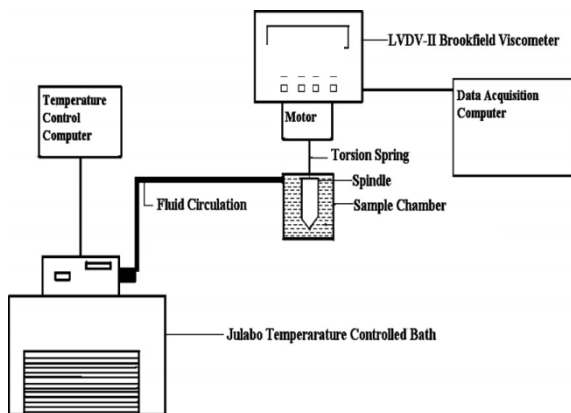 LVDV-II Brookfield Viscometer
Temperature
Control
Computer
Data Acquisition
Computer
Motor
Torsion Spring
Spindle
Fluid Circulation
Sample Chamber
Julabo Temperarature Controlled Bath